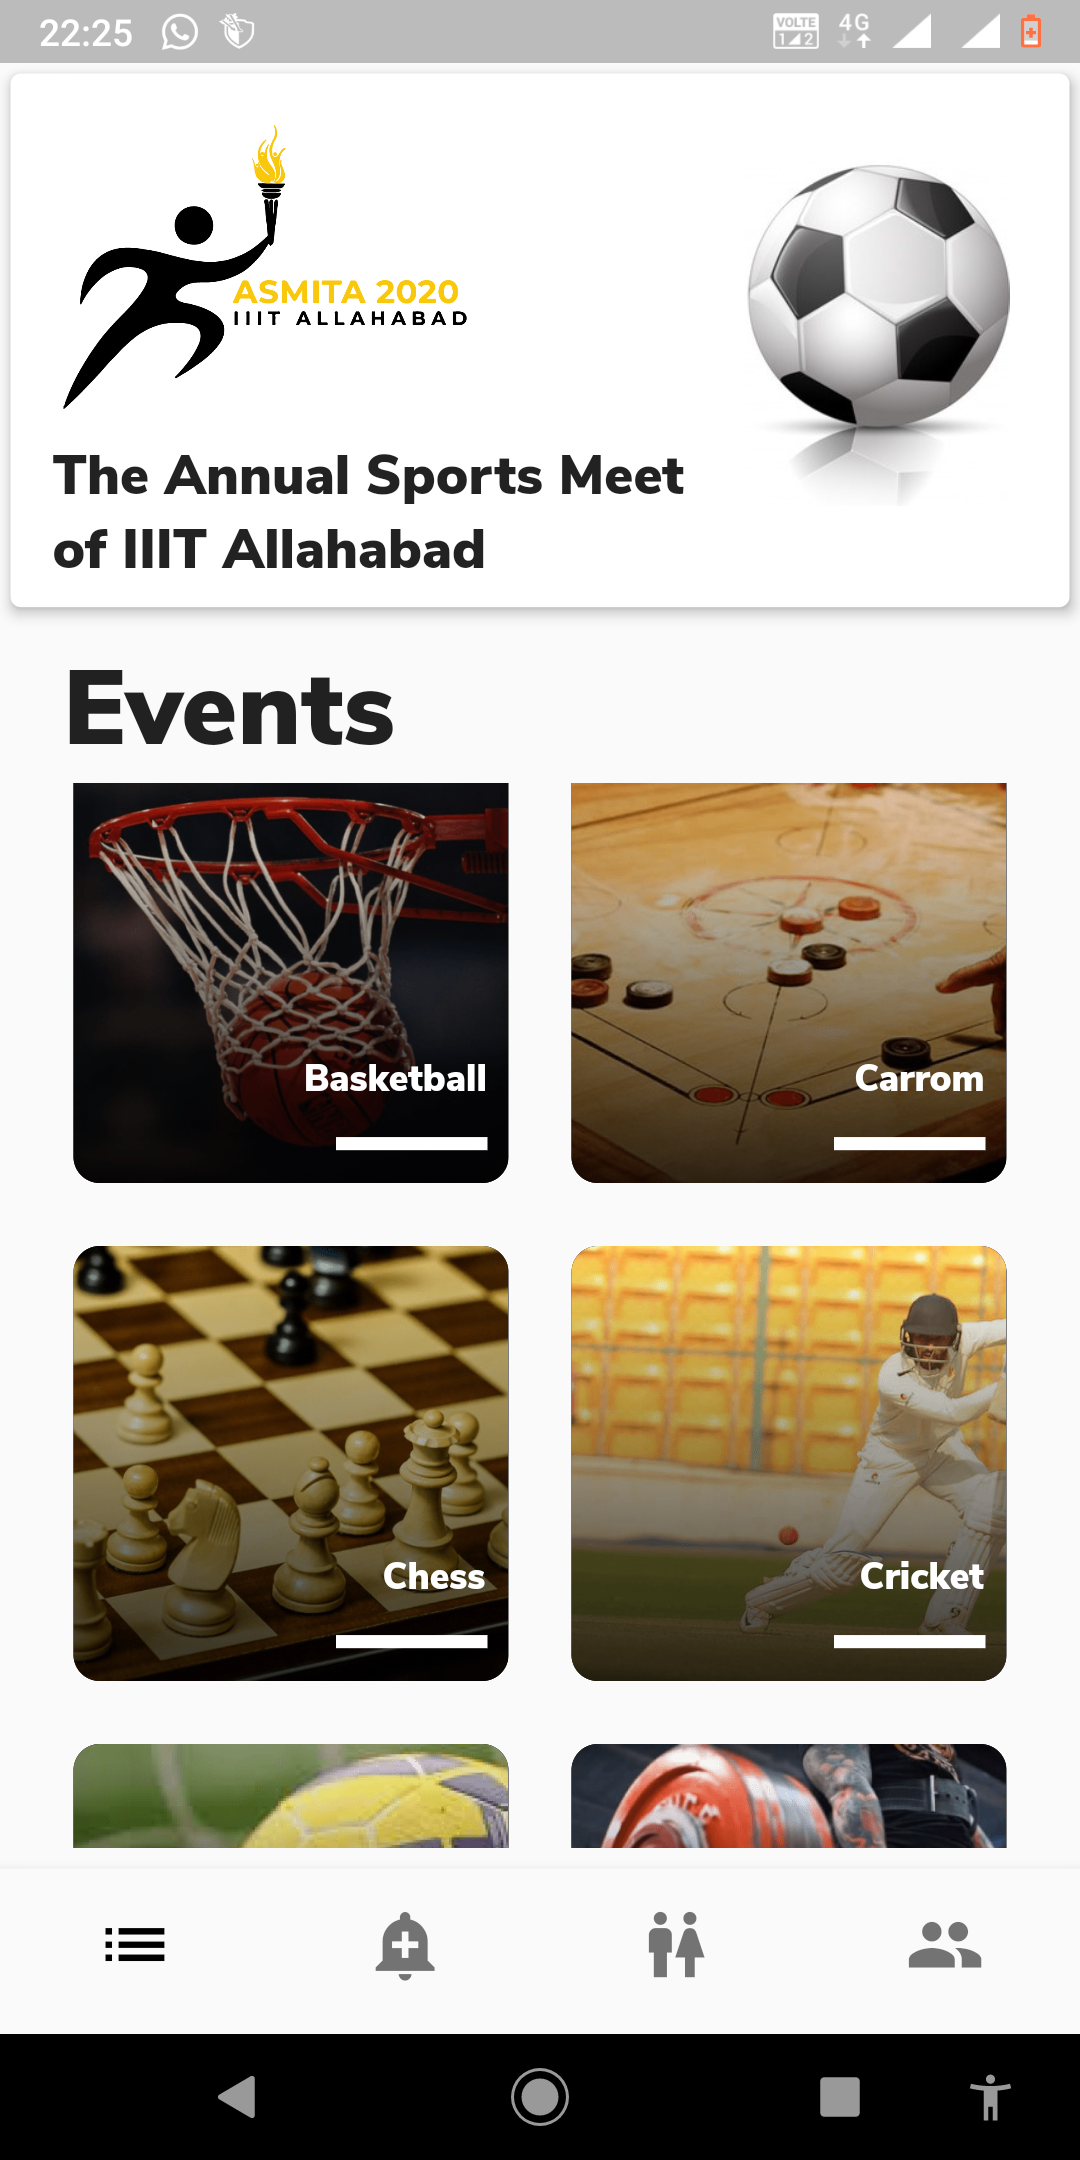 22:25
VOLTE
1 2
4G
ASMITA 2020
IIIT ALLAHABAD
The Annual Sports Meet
of IIIT Allahabad
Events
Basketball
Carrom
Chess
Cricket